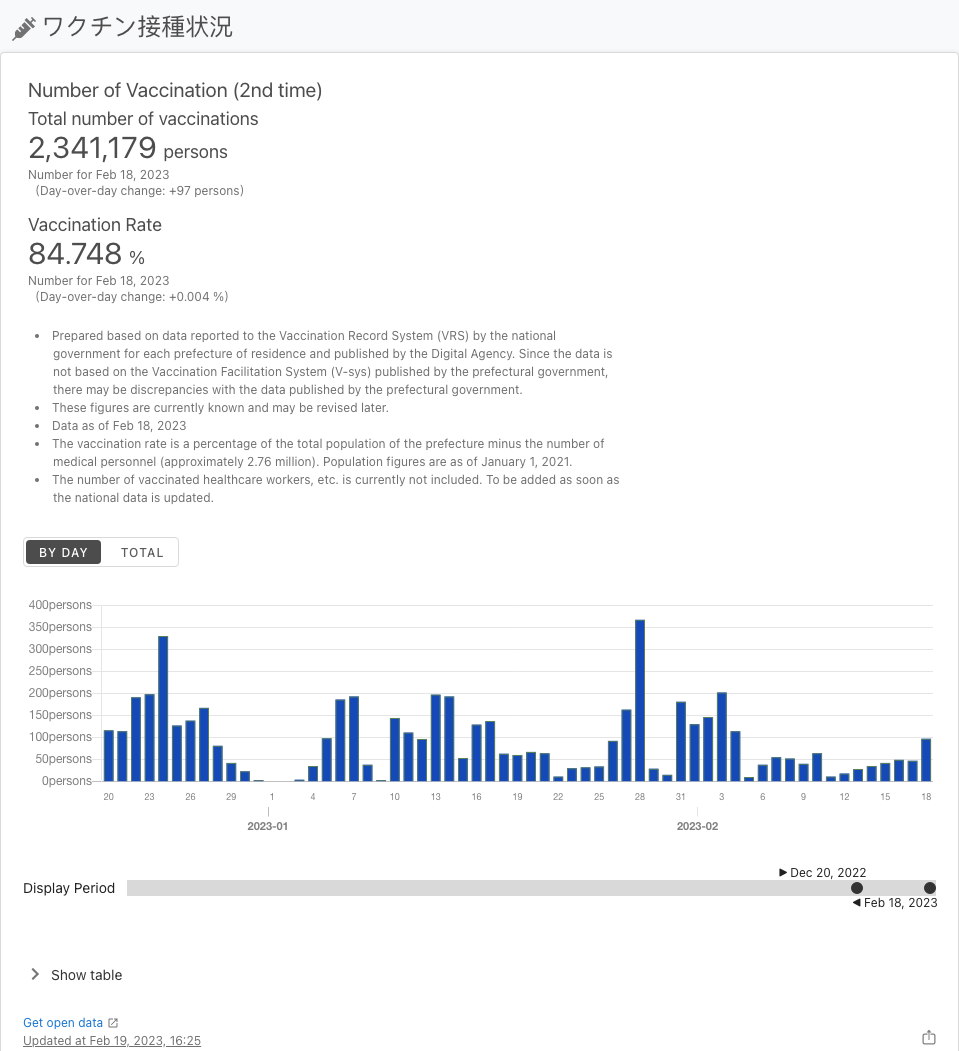 ワクチン接種状況
Number of Vaccination (2nd time)
Total number of vaccinations
2,341,179 persons
Number for Feb 18, 2023
(Day-over-day change: +97 persons)
Vaccination Rate
84.748 %
Number for Feb 18, 2023
(Day-over-day change: +0.004 %)
• Prepared based on data reported to the Vaccination Record System (VRS) by the national
government for each prefecture of residence and published by the Digital Agency. Since the data is
not based on the Vaccination Facilitation System (V-sys) published by the prefectural government,
there may be discrepancies with the data published by the prefectural government.
• These figures are currently known and may be revised later.
• Data as of Feb 18, 2023
• The vaccination rate is a percentage of the total population of the prefecture minus the number of
medical personnel (approximately 2.76 million). Population figures are as of January 1, 2021.
• The number of vaccinated healthcare workers, etc. is currently not included. To be added as soon as
the national data is updated.
BY DAY TOTAL
400persons
350persons
300persons
250persons
200persons
150persons
100persons
50persons
0persons
20 23 26 29 1 4 7 10 13 16 19 22 25 28 31 3 6 9 12 15 18
2023-01 2023-02
▶ Dec 20, 2022
Display Period
◀ Feb 18, 2023
Show table
Get open data
Updated at Feb 19, 2023, 16:25